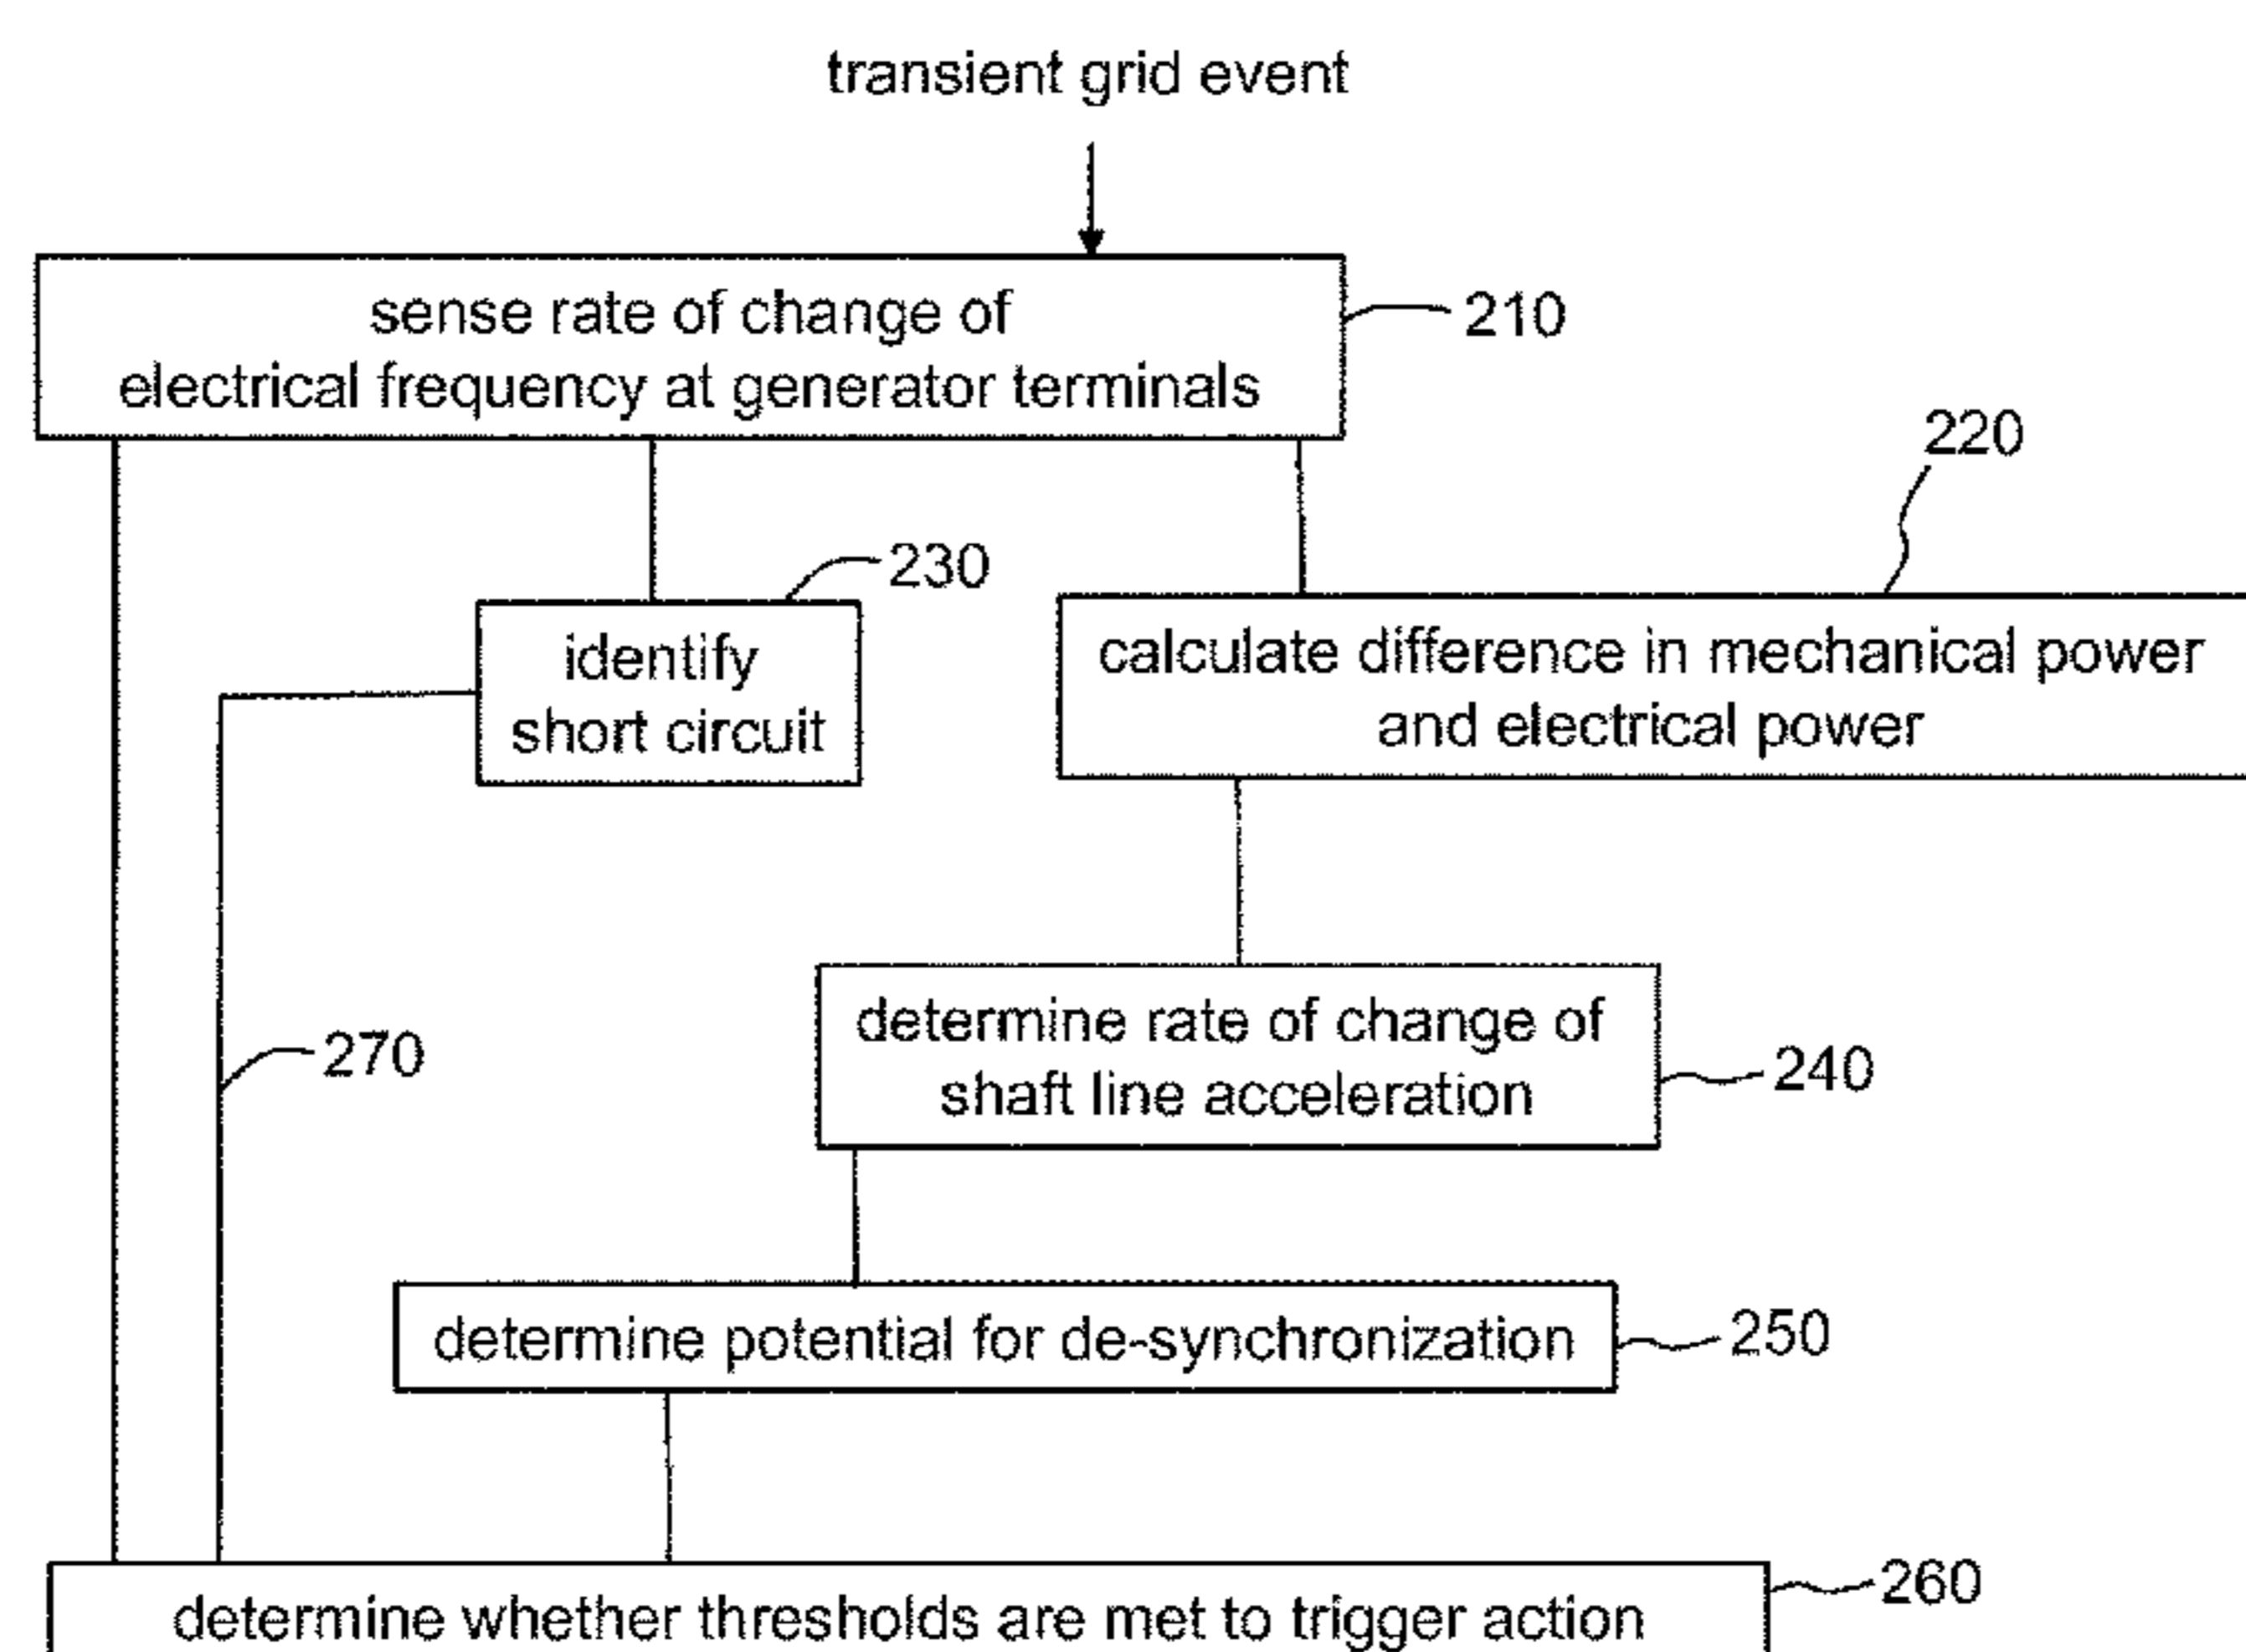 transient grid event
sense rate of change of
electrical frequency at generator terminals
210
220
230
identify
short circuit
calculate difference in mechanical power
and electrical power
determine rate of change of
shaft line acceleration
240
270
determine potential for de-synchronization
250
260
determine whether thresholds are met to trigger action